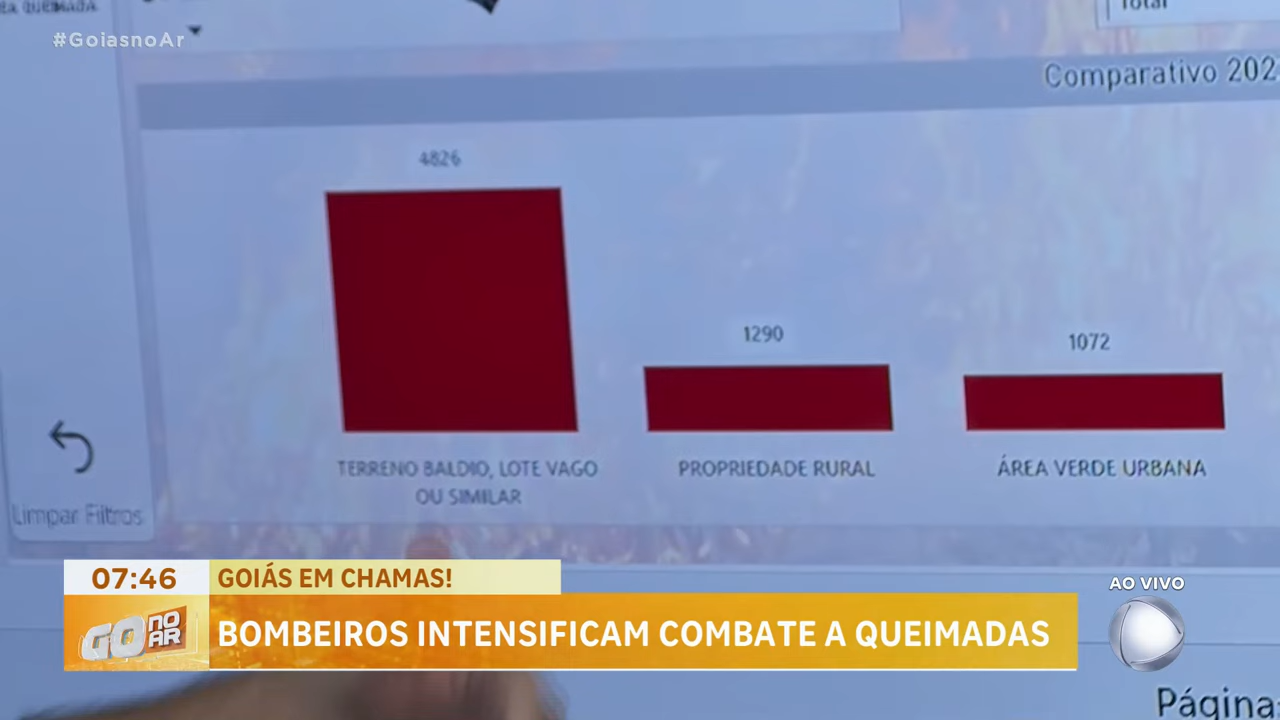 QUEIMADA
#GoiasnoAr
Total
Comparativo 202
4826
1290
1072
TERRENO BALDIO, LOTE VAGO
OU SIMILAR
PROPRIEDADE RURAL
ÁREA VERDE URBANA
Limpar Filtros
07:46
GOIÁS EM CHAMAS!
AO VIVO
GO NO AR
BOMBEIROS INTENSIFICAM COMBATE A QUEIMADAS
Página